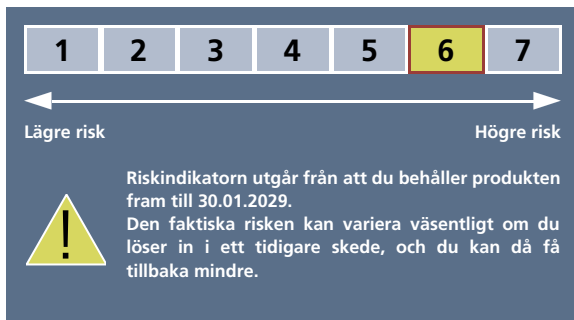 1 2 3 4 5 6 7
Lägre risk Högre risk
Riskindikatorn utgår från att du behåller produkten
fram till 30.01.2029.
Den faktiska risken kan variera väsentligt om du
löser in i ett tidigare skede, och du kan då få
tillbaka mindre.
!